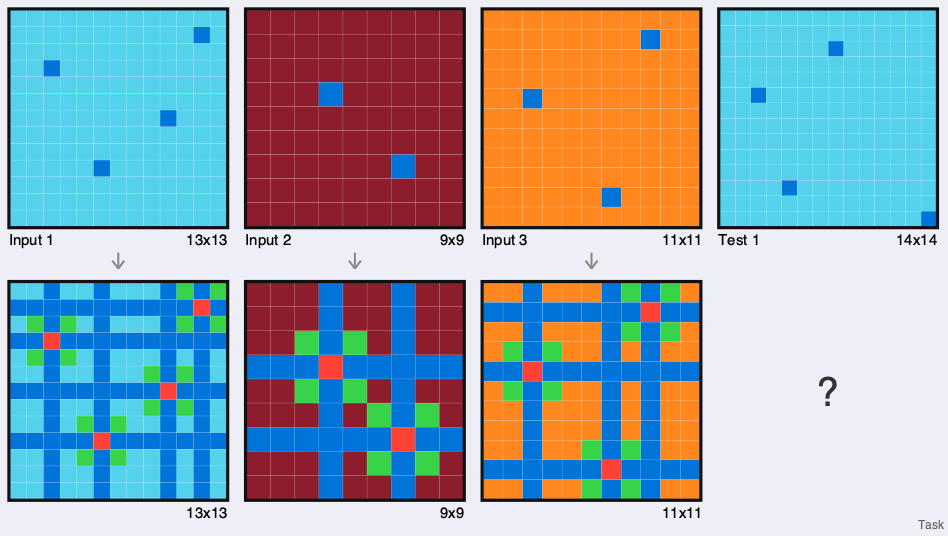 Input 1 13x13
Input 2 9x9
Input 3 11x11
Test 1 14x14
13x13
9x9
11x11
?
Task